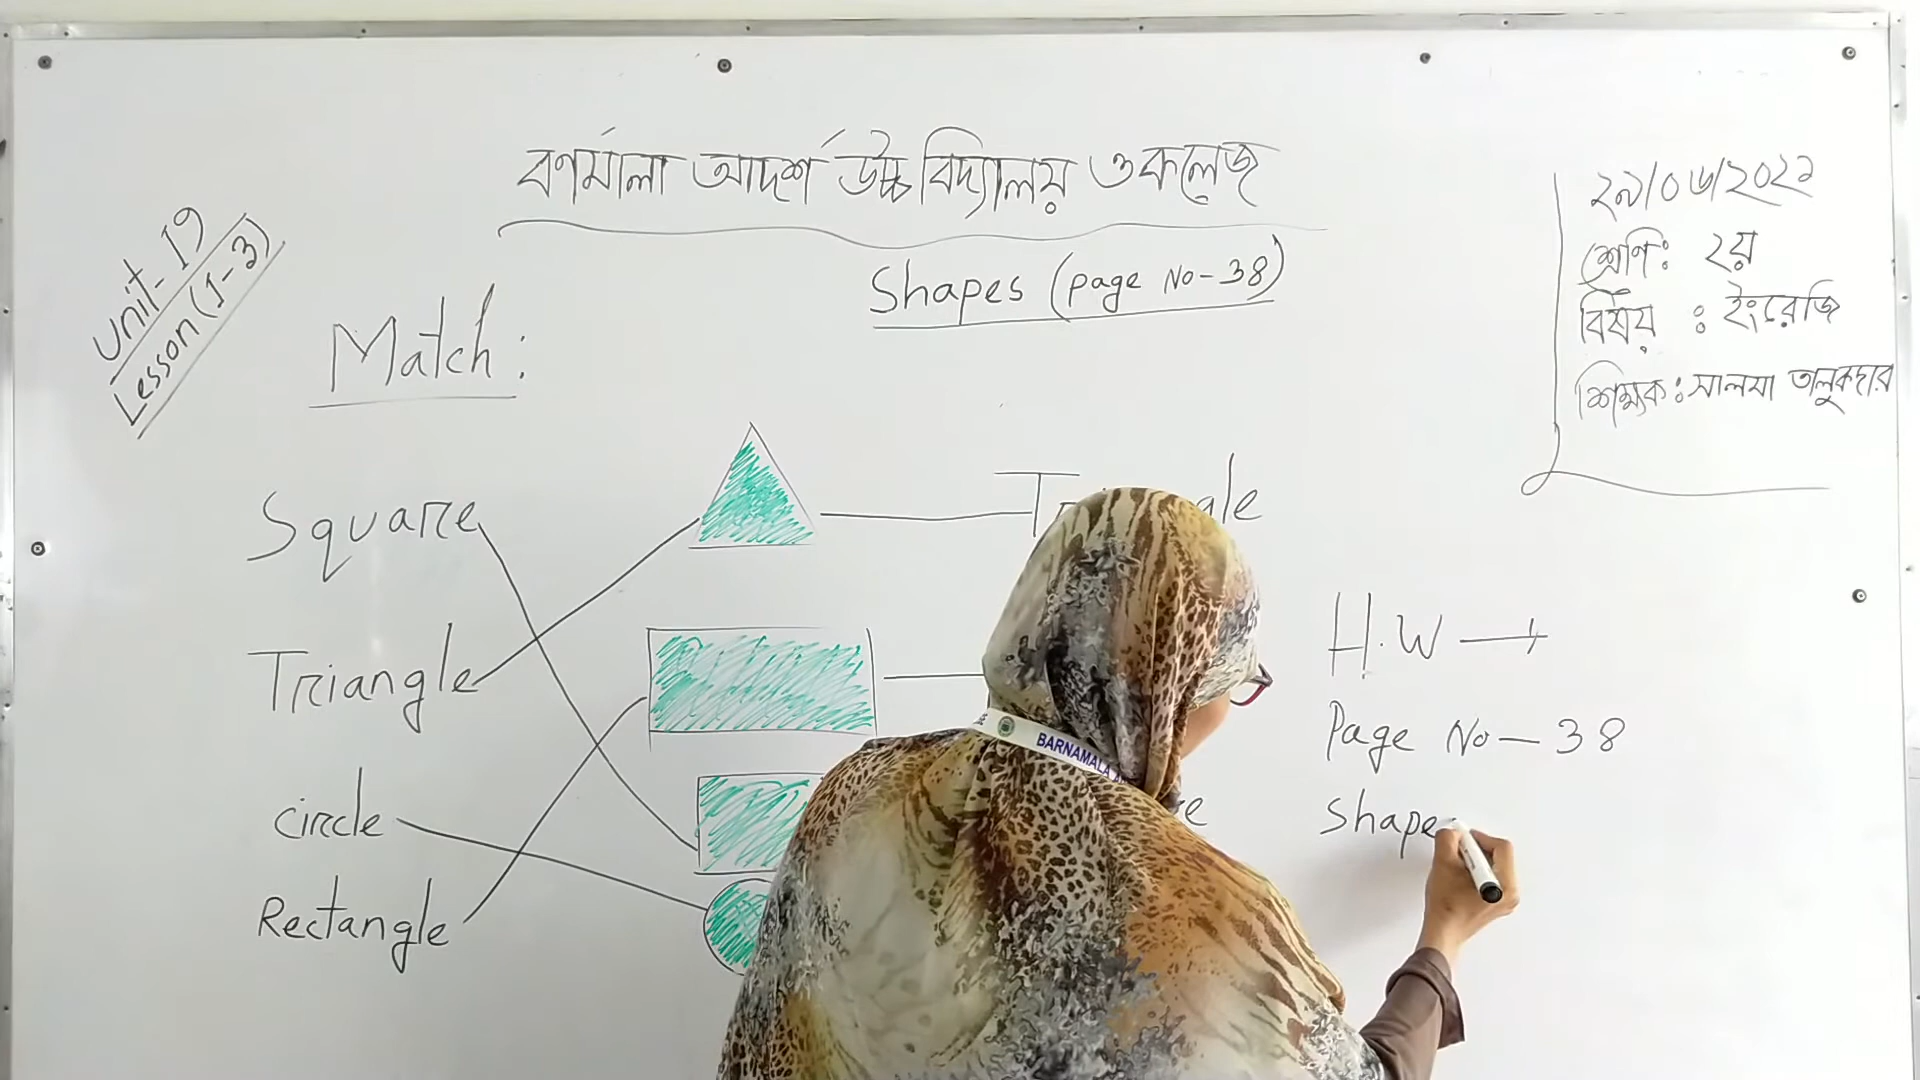 বর্ণমালা আদর্শ উচ্চ বিদ্যালয় ও কলেজ
Unit-19
Lesson (1-3)
Shapes (page No-38)
২৯/০৬/২০২১
শ্রেণি: ২য়
বিষয় : ইংরেজি
শিক্ষক: সালমা তালুকদার
Match:
Square
Triangle
circle
Rectangle
H.W →
Page No - 38
Shape
BARNAMALA